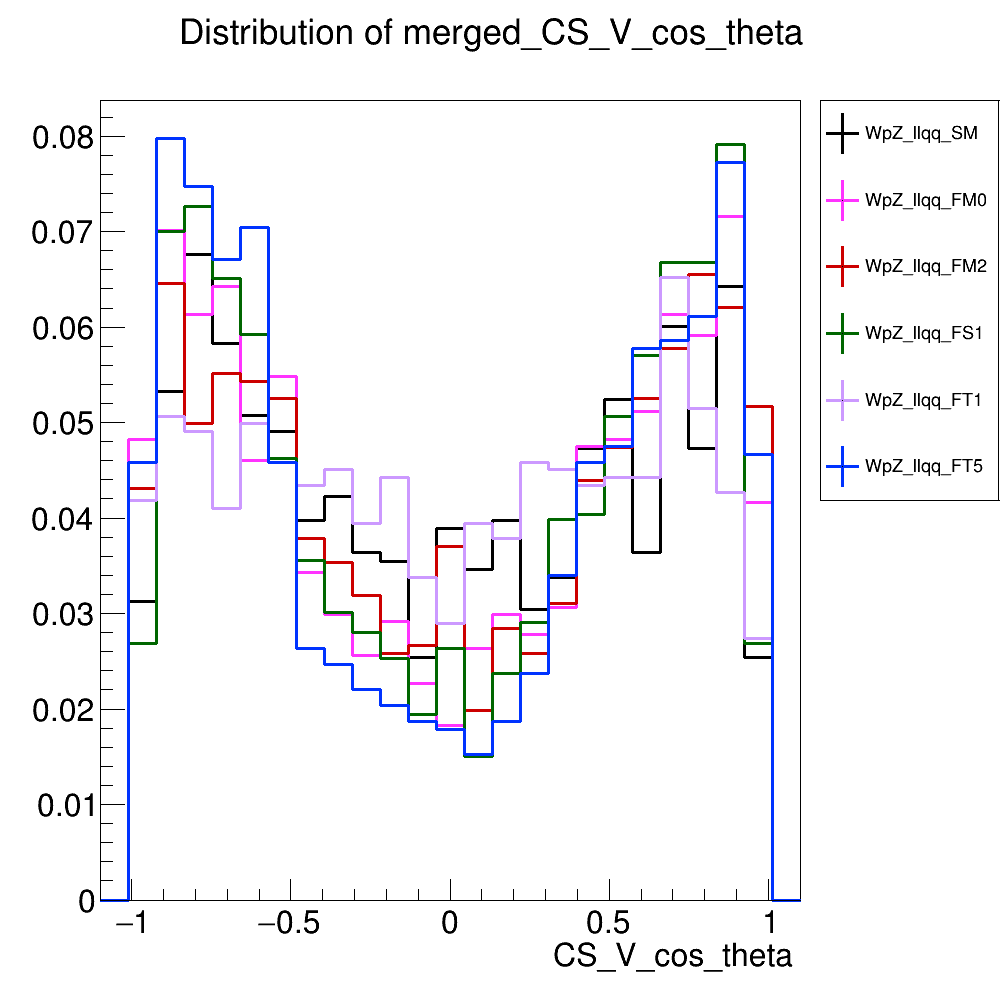 Distribution of merged_CS_V_cos_theta
0.08
0.07
0.06
0.05
0.04
0.03
0.02
0.01
0
−1
−0.5
0
0.5
1
CS_V_cos_theta
WpZ_llqq_SM
WpZ_llqq_FM0
WpZ_llqq_FM2
WpZ_llqq_FS1
WpZ_llqq_FT1
WpZ_llqq_FT5